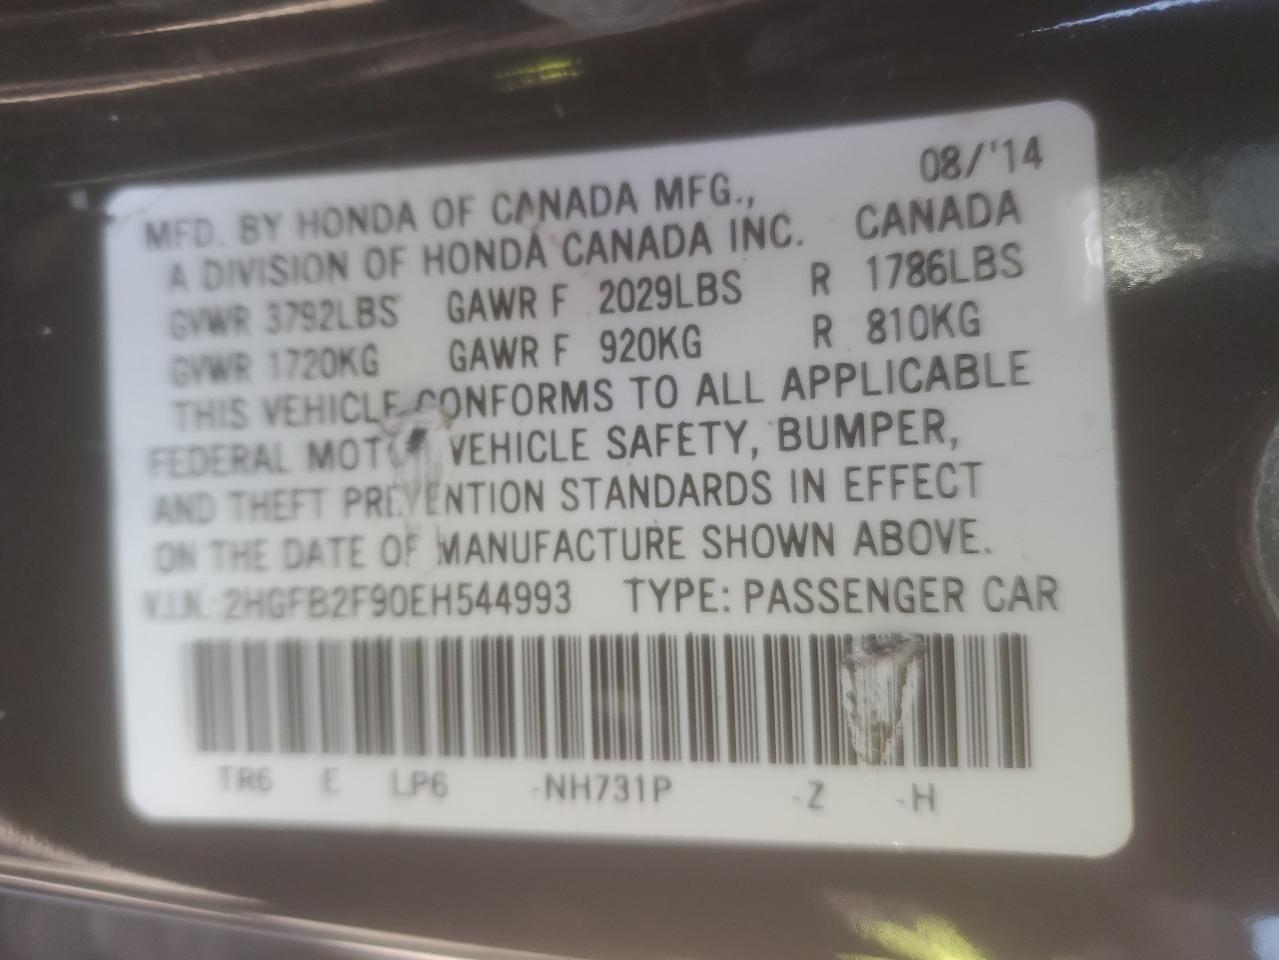 08/'14
MFD. BY HONDA OF CANADA MFG.,
A DIVISION OF HONDA CANADA INC. CANADA
GVWR 3792LBS GAWR F 2029LBS R 1786LBS
GVWR 1720KG GAWR F 920KG R 810KG
THIS VEHICLE CONFORMS TO ALL APPLICABLE
FEDERAL MOTOR VEHICLE SAFETY, BUMPER,
AND THEFT PREVENTION STANDARDS IN EFFECT
ON THE DATE OF MANUFACTURE SHOWN ABOVE.
V.I.N. 2HGFB2F90EH544993 TYPE: PASSENGER CAR
TR6 E LP6 -NH731P -Z -H